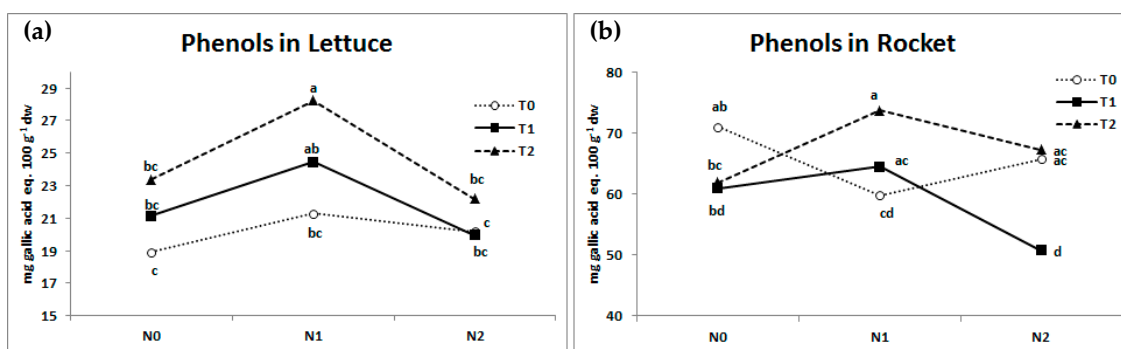 (a)
Phenols in Lettuce
mg gallic acid eq. 100 g⁻¹ dw
29
27
25
23
21
19
17
15
a
ab
bc
bc
bc
bc
bc
c
c
bc
T0
T1
T2
N0 N1 N2
(b)
Phenols in Rocket
mg gallic acid eq. 100 g⁻¹ dw
80
70
60
50
40
ab
a
bc
ac
ac
ac
bd
cd
d
T0
T1
T2
N0 N1 N2